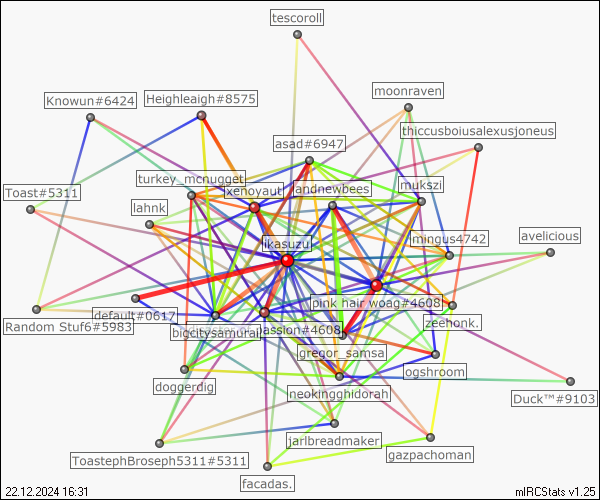 tescoroll
moonraven
Knowun#6424
Heighleaigh#8575
thiccusboiusalexusjoneus
asad#6947
turkey_mcnugget
Toast#5311
xenoyaut
andnewbees
mukszi
lahnk
ikasuzu
mingus4742
avelicious
pink hair woag#4608
default#0617
zeehonk.
Random Stuf6#5983
bigcitysamurai
passion#4608
gregor_samsa
ogshroom
doggerdig
neokingghidorah
Duck™#9103
jarlbreadmaker
gazpachoman
ToastephBroseph5311#5311
facadas.
22.12.2024 16:31
mIRCStats v1.25